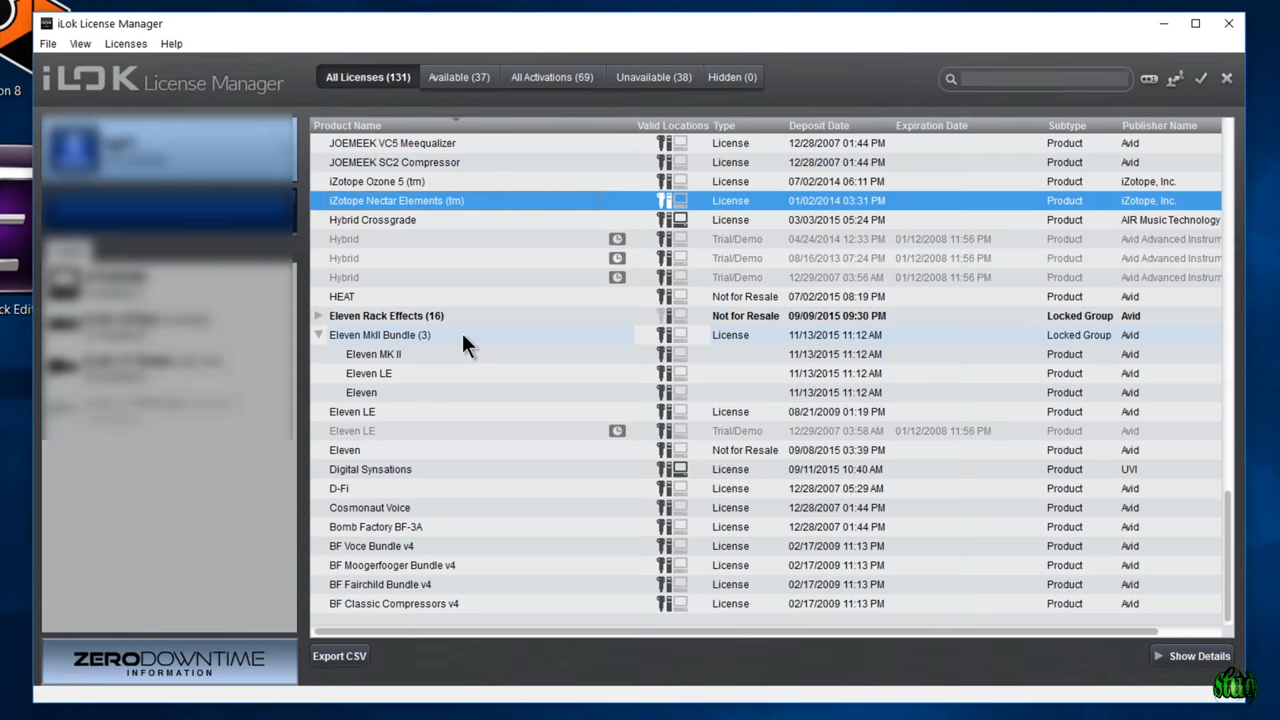 iLok License Manager
File View Licenses Help
iLOK License Manager
All Licenses (131) Available (37) All Activations (69) Unavailable (38) Hidden (0)
on 8
Product Name Valid Locations Type Deposit Date Expiration Date Subtype Publisher Name
JOEMEEK VC5 Meequalizer License 12/28/2007 01:44 PM Product Avid
JOEMEEK SC2 Compressor License 12/28/2007 01:44 PM Product Avid
iZotope Ozone 5 (tm) License 07/02/2014 06:11 PM Product iZotope, Inc.
iZotope Nectar Elements (tm) License 01/02/2014 03:31 PM Product iZotope, Inc.
Hybrid Crossgrade License 03/03/2015 05:24 PM Product AIR Music Technology
Hybrid Trial/Demo 04/24/2014 12:33 PM 01/12/2008 11:56 PM Product Avid Advanced Instrum
Hybrid Trial/Demo 08/16/2013 07:24 PM 01/12/2008 11:56 PM Product Avid Advanced Instrum
Hybrid Trial/Demo 12/29/2007 03:56 AM 01/12/2008 11:56 PM Product Avid Advanced Instrum
HEAT Not for Resale 07/02/2015 08:19 PM Product Avid
ck Edit
Eleven Rack Effects (16) Not for Resale 09/09/2015 09:30 PM Locked Group Avid
Eleven MkII Bundle (3) License 11/13/2015 11:12 AM Locked Group Avid
Eleven MK II 11/13/2015 11:12 AM Product Avid
Eleven LE 11/13/2015 11:12 AM Product Avid
Eleven 11/13/2015 11:12 AM Product Avid
Eleven LE License 08/21/2009 01:19 PM Product Avid
Eleven LE Trial/Demo 12/29/2007 03:58 AM 01/12/2008 11:56 PM Product Avid
Eleven Not for Resale 09/08/2015 03:39 PM Product Avid
Digital Synsations License 09/11/2015 10:40 AM Product UVI
D-Fi License 12/28/2007 05:29 AM Product Avid
Cosmonaut Voice License 12/28/2007 01:44 PM Product Avid
Bomb Factory BF-3A License 12/28/2007 01:44 PM Product Avid
BF Voce Bundle v4 License 02/17/2009 11:13 PM Product Avid
BF Moogerfooger Bundle v4 License 02/17/2009 11:13 PM Product Avid
BF Fairchild Bundle v4 License 02/17/2009 11:13 PM Product Avid
BF Classic Compressors v4 License 02/17/2009 11:13 PM Product Avid
ZERODOWNTIME
INFORMATION
Export CSV Show Details